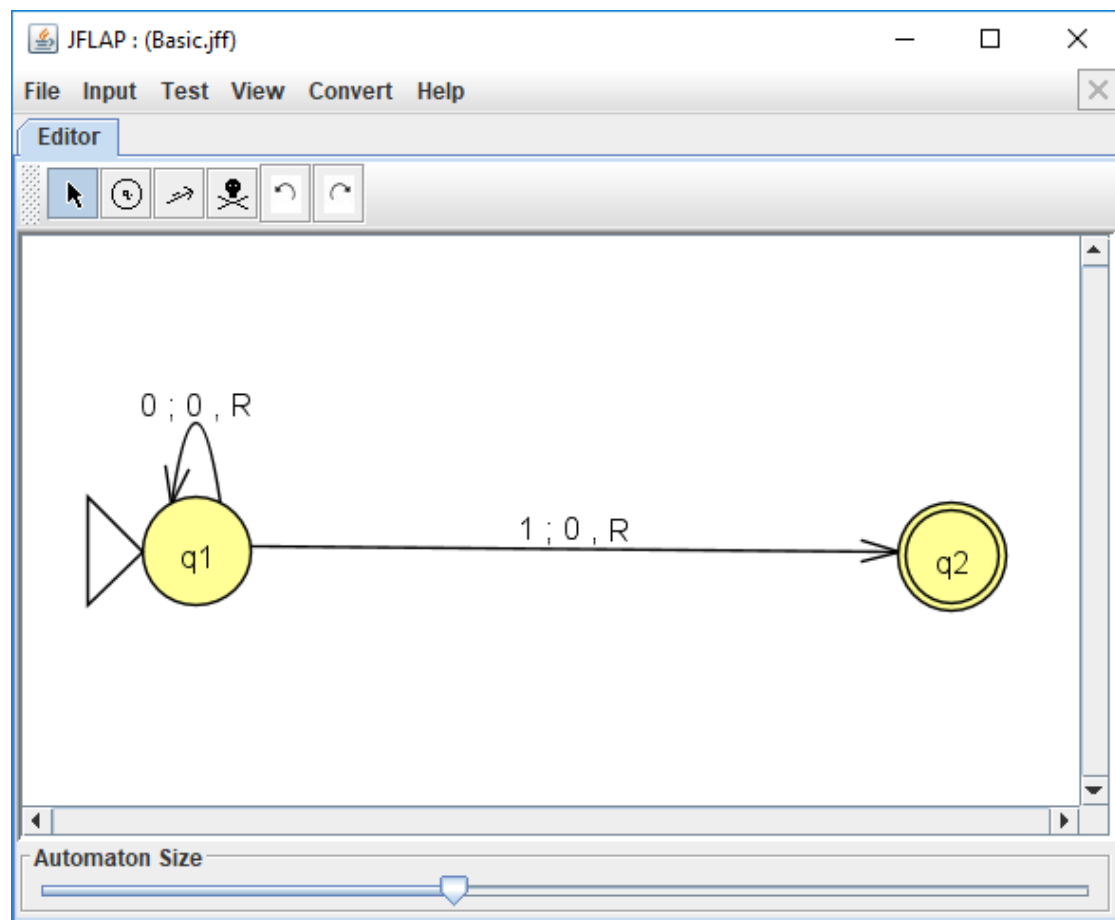 JFLAP : (Basic.jff)
File Input Test View Convert Help
Editor
0 ; 0 , R
1 ; 0 , R
q1
q2
Automaton Size